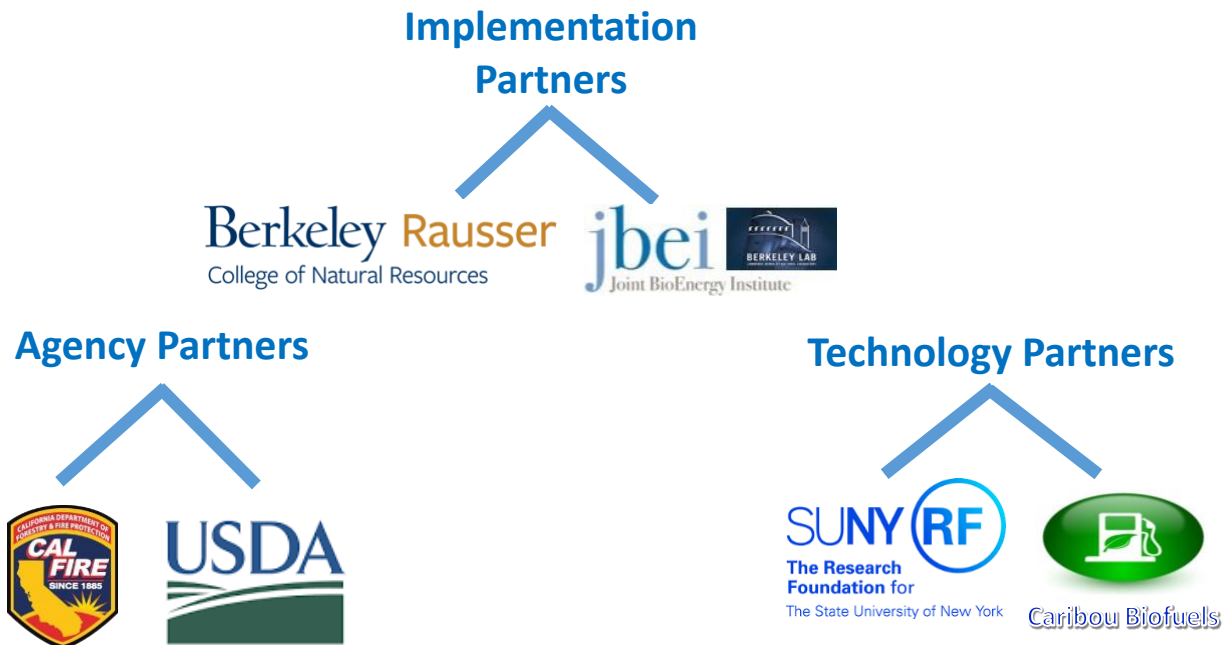 Implementation
Partners
Berkeley Rausser
College of Natural Resources
jbei
BERKELEY LAB
Joint BioEnergy Institute
Agency Partners
Technology Partners
CALIFORNIA DEPARTMENT OF
FORESTRY & FIRE PROTECTION
CAL
FIRE
SINCE 1885
USDA
SUNY RF
The Research
Foundation for
The State University of New York
Caribou Biofuels